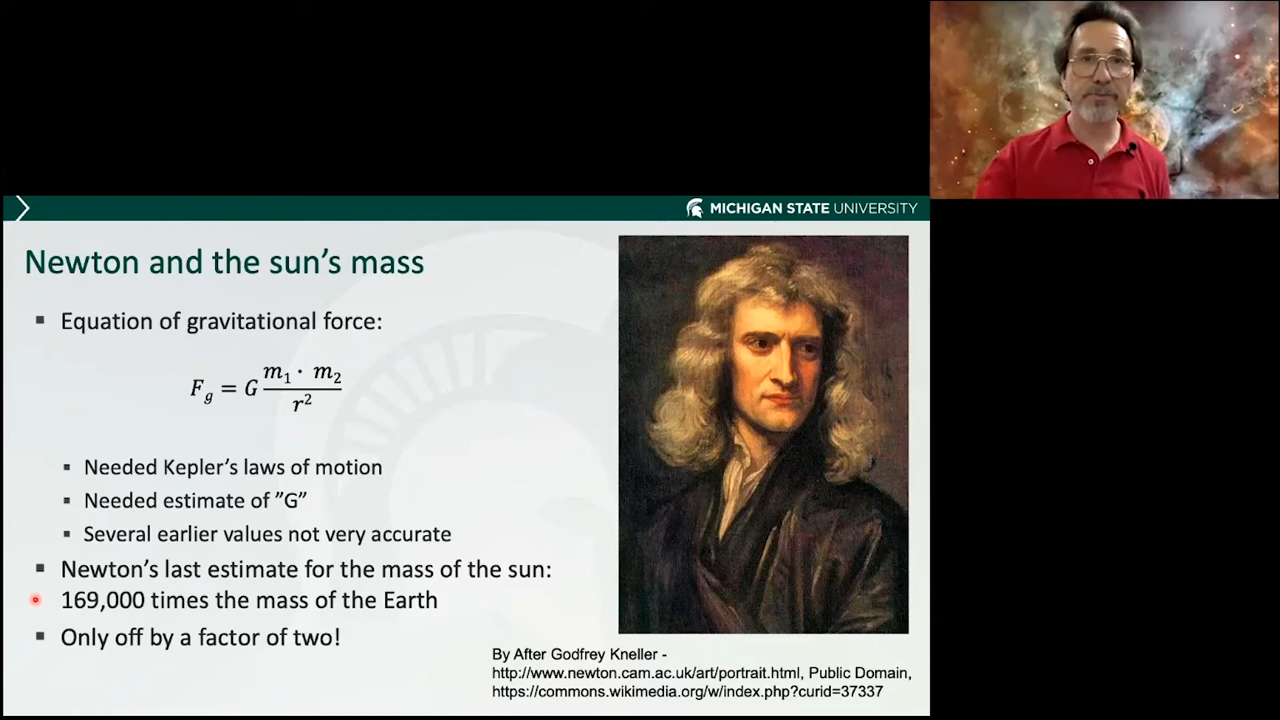 MICHIGAN STATE UNIVERSITY
Newton and the sun's mass
Equation of gravitational force:
F_g = G (m_1 · m_2) / r^2
Needed Kepler's laws of motion
Needed estimate of "G"
Several earlier values not very accurate
Newton's last estimate for the mass of the sun:
169,000 times the mass of the Earth
Only off by a factor of two!
By After Godfrey Kneller -
http://www.newton.cam.ac.uk/art/portrait.html, Public Domain,
https://commons.wikimedia.org/w/index.php?curid=37337